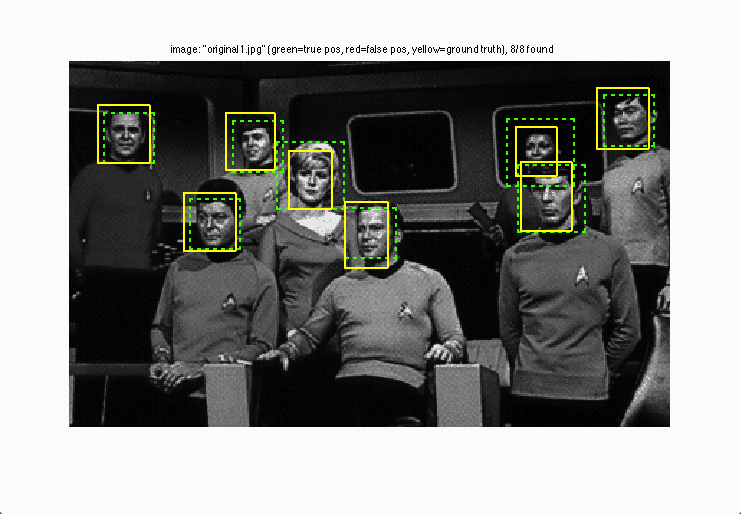 image: "original1.jpg" (green=true pos, red=false pos, yellow=ground truth), 8/8 found